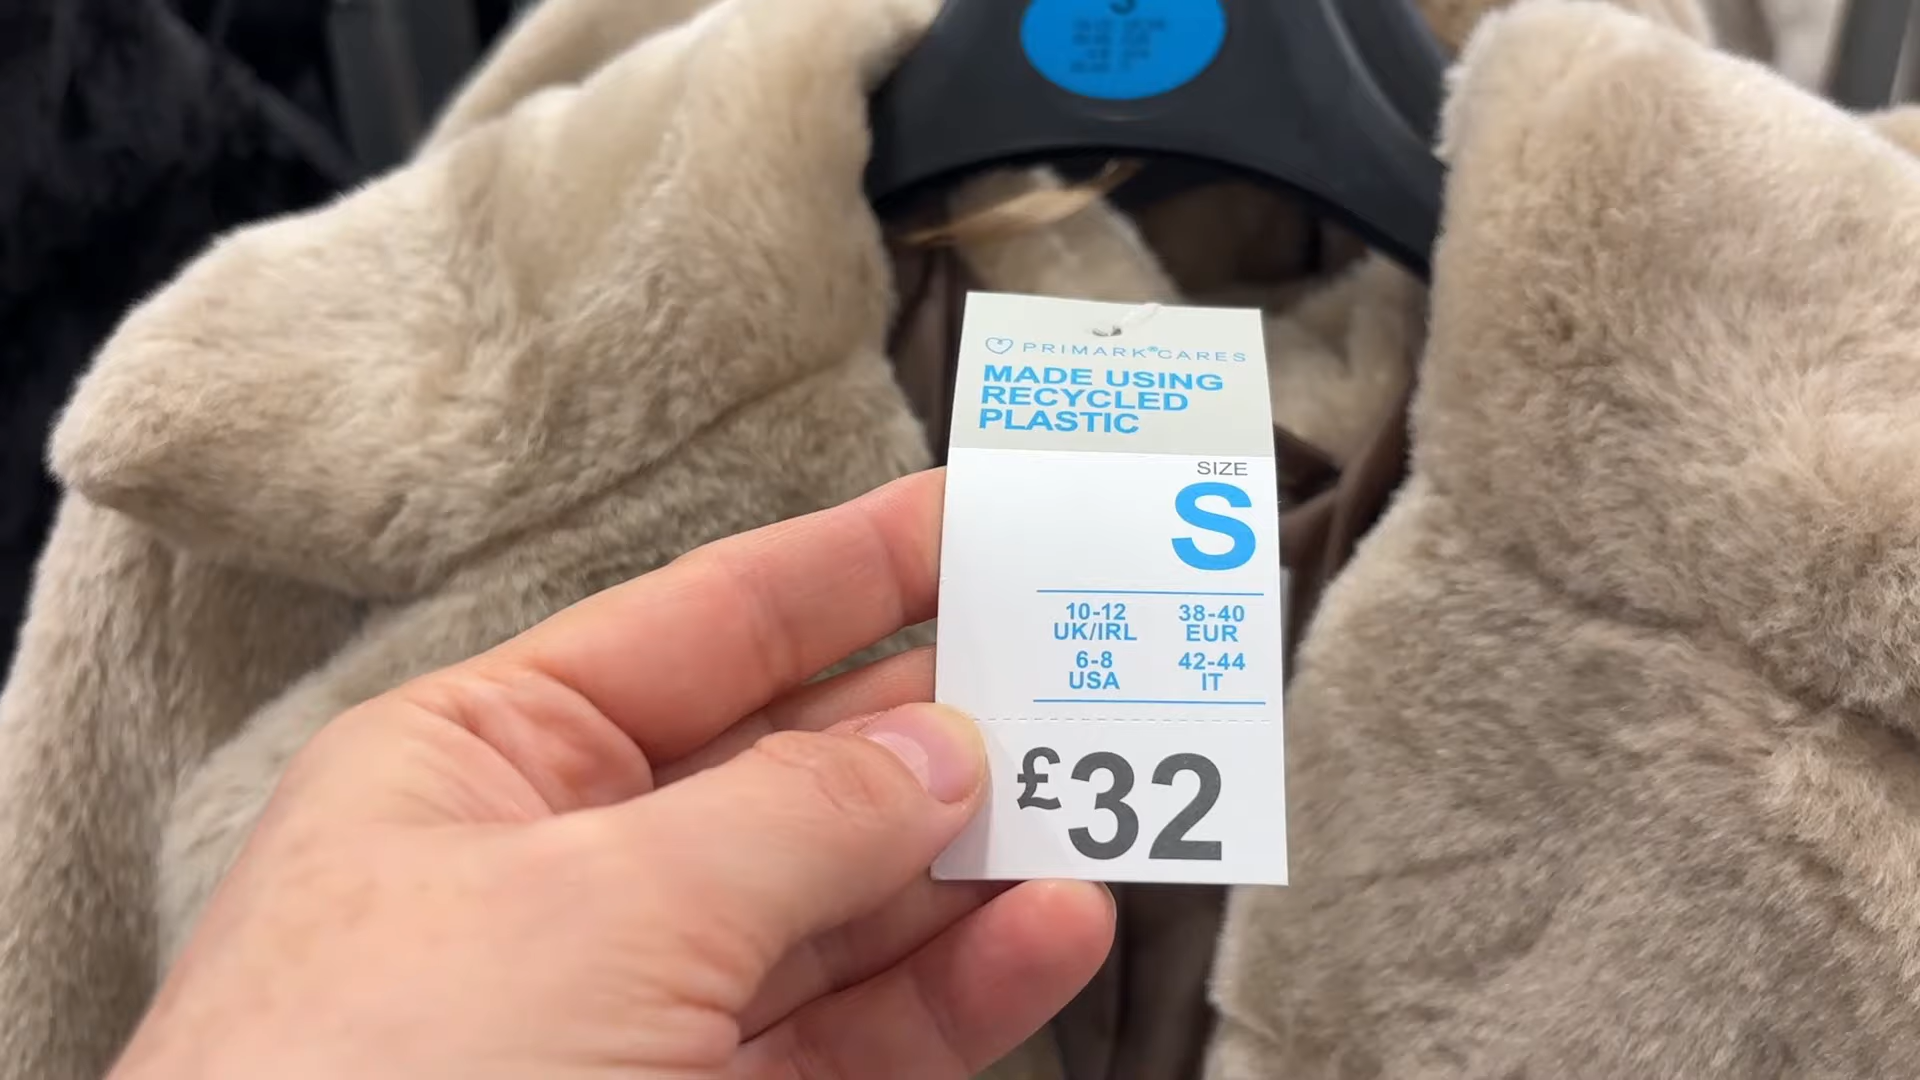 PRIMARK®CARES
MADE USING
RECYCLED
PLASTIC
SIZE
S
10-12 38-40
UK/IRL EUR
6-8 42-44
USA IT
£32